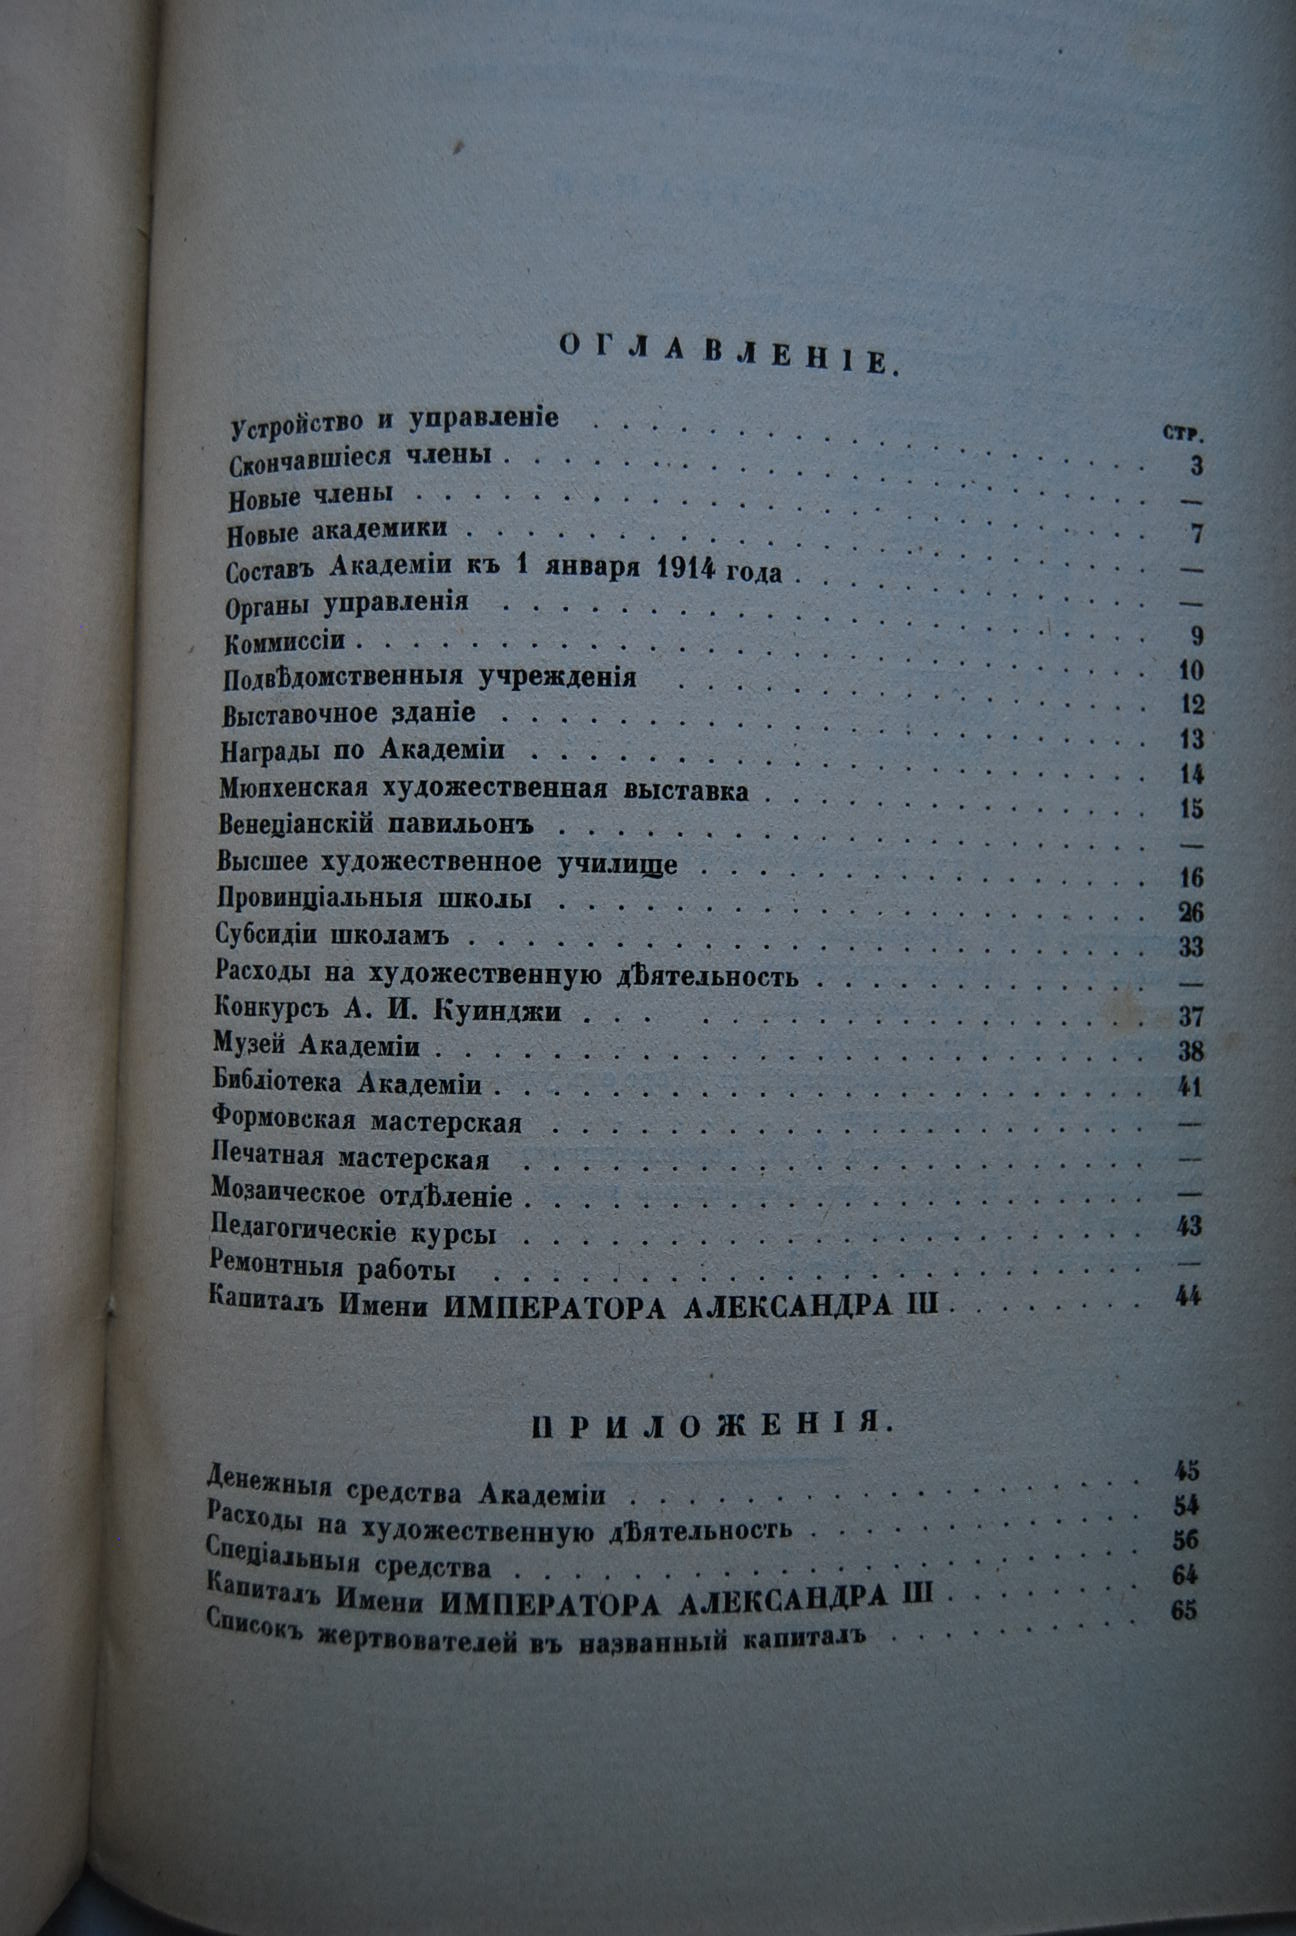 ОГЛАВЛЕНІЕ.
СТР.
Устройство и управленіе . . . . . . . . . . . . . . . . . . . 3
Скончавшіеся члены . . . . . . . . . . . . . . . . . . . . . . —
Новые члены . . . . . . . . . . . . . . . . . . . . . . . . . 7
Новые академики . . . . . . . . . . . . . . . . . . . . . . . —
Составъ Академіи къ 1 января 1914 года . . . . . . . . . . . . —
Органы управленія . . . . . . . . . . . . . . . . . . . . . . 9
Коммиссіи . . . . . . . . . . . . . . . . . . . . . . . . . . 10
Подвѣдомственныя учрежденія . . . . . . . . . . . . . . . . . 12
Выставочное зданіе . . . . . . . . . . . . . . . . . . . . . . 13
Награды по Академіи . . . . . . . . . . . . . . . . . . . . . 14
Мюнхенская художественная выставка . . . . . . . . . . . . . . 15
Венеціанскій павильонъ . . . . . . . . . . . . . . . . . . . . —
Высшее художественное училище . . . . . . . . . . . . . . . . 16
Провинціальныя школы . . . . . . . . . . . . . . . . . . . . . 26
Субсидіи школамъ . . . . . . . . . . . . . . . . . . . . . . . 33
Расходы на художественную дѣятельность . . . . . . . . . . . . —
Конкурсъ А. И. Куинджи . . . . . . . . . . . . . . . . . . . . 37
Музей Академіи . . . . . . . . . . . . . . . . . . . . . . . . 38
Библіотека Академіи . . . . . . . . . . . . . . . . . . . . . 41
Формовская мастерская . . . . . . . . . . . . . . . . . . . . —
Печатная мастерская . . . . . . . . . . . . . . . . . . . . . —
Мозаическое отдѣленіе . . . . . . . . . . . . . . . . . . . . —
Педагогическіе курсы . . . . . . . . . . . . . . . . . . . . . 43
Ремонтныя работы . . . . . . . . . . . . . . . . . . . . . . . —
Капиталъ Имени ИМПЕРАТОРА АЛЕКСАНДРА III . . . . . . . . 44
ПРИЛОЖЕНІЯ.
Денежныя средства Академіи . . . . . . . . . . . . . . . . . . 45
Расходы на художественную дѣятельность . . . . . . . . . . . . 54
Спеціальныя средства . . . . . . . . . . . . . . . . . . . . . 56
Капиталъ Имени ИМПЕРАТОРА АЛЕКСАНДРА III . . . . . . . . 64
Списокъ жертвователей въ названный капиталъ . . . . . . . . . 65